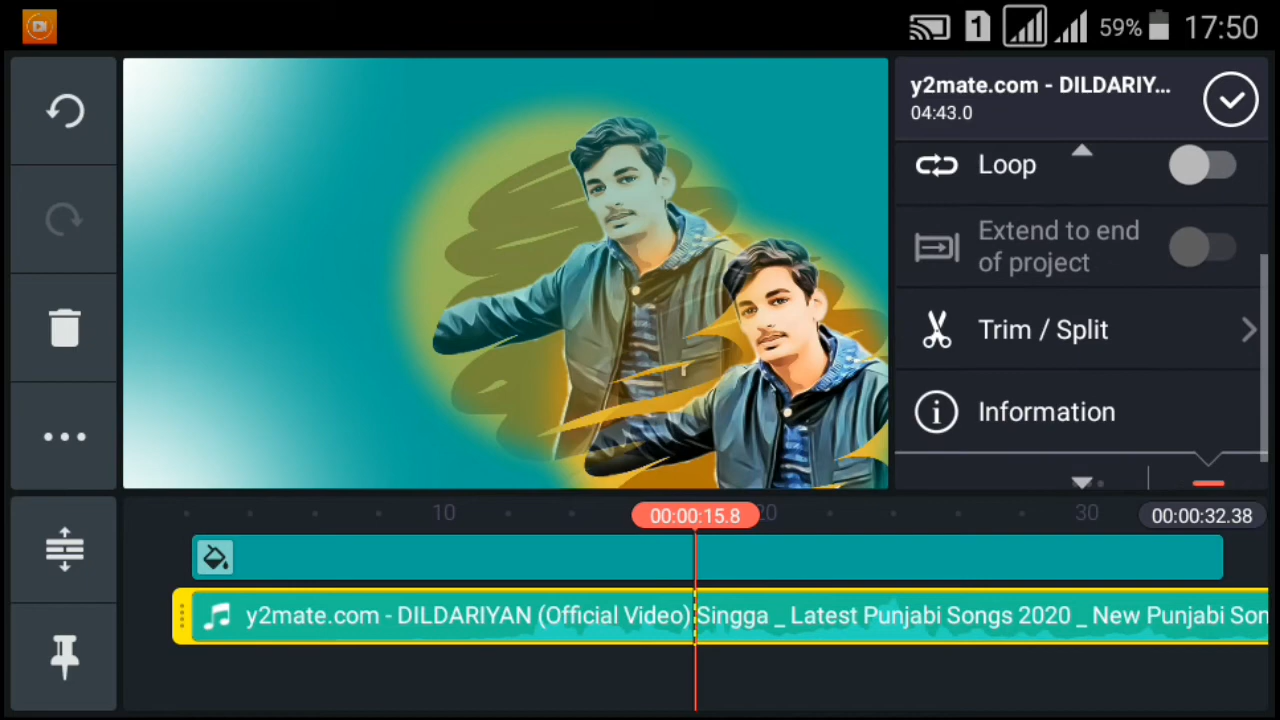 1 59% 17:50
y2mate.com - DILDARIY...
04:43.0
Loop
Extend to end
of project
Trim / Split
Information
10 00:00:15.8 20 30 00:00:32.38
y2mate.com - DILDARIYAN (Official Video) Singga _ Latest Punjabi Songs 2020 _ New Punjabi Son